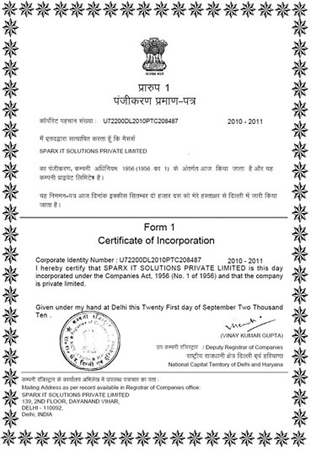 प्रारुप 1
पंजीकरण प्रमाण-पत्र
कॉर्पोरेट पहचान संख्या : U72200DL2010PTC208487 2010 - 2011
मैं एतदद्वारा सत्यापित करता हूँ कि मैसर्स
SPARX IT SOLUTIONS PRIVATE LIMITED
का पंजीकरण, कम्पनी अधिनियम 1956 (1956 का 1) के अंतर्गत आज किया जाता है और यह
कम्पनी प्राइवेट लिमिटेड है।
यह निगमन-पत्र आज दिनांक इक्कीस सितम्बर दो हजार दस को मेरे हस्ताक्षर से दिल्ली में जारी किया
जाता है।
Form 1
Certificate of Incorporation
Corporate Identity Number : U72200DL2010PTC208487 2010 - 2011
I hereby certify that SPARX IT SOLUTIONS PRIVATE LIMITED is this day
incorporated under the Companies Act, 1956 (No. 1 of 1956) and that the
company is private limited.
Given under my hand at Delhi this Twenty First day of September Two Thousand
Ten .
(VINAY KUMAR GUPTA)
उप कम्पनी रजिस्ट्रार / Deputy Registrar of Companies
राष्ट्रीय राजधानी क्षेत्र दिल्ली एवं हरियाणा
National Capital Territory of Delhi and Haryana
कम्पनी रजिस्ट्रार के कार्यालय अभिलेख में उपलब्ध पत्राचार का पता :
Mailing Address as per record available in Registrar of Companies office:
SPARX IT SOLUTIONS PRIVATE LIMITED
139, 2ND FLOOR, DAYANAND VIHAR,
DELHI - 110092,
Delhi, INDIA